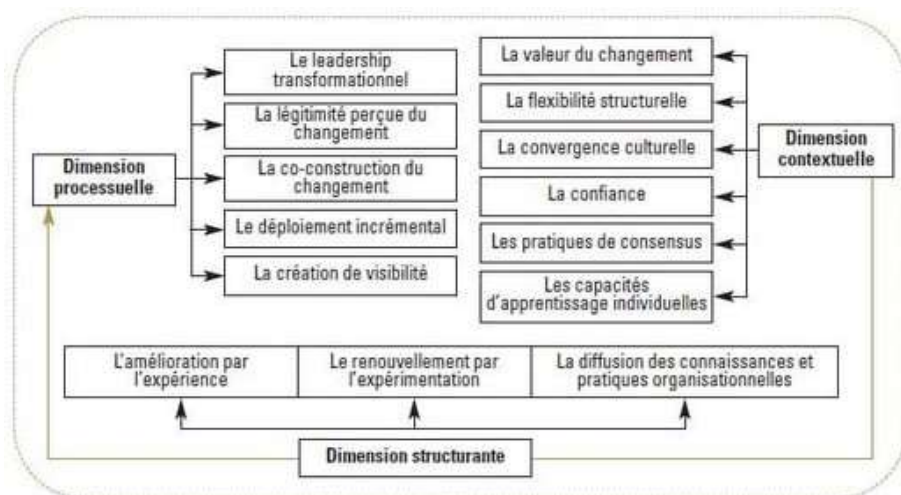 Le leadership
transformationnel
La légitimité perçue du
changement
Dimension
processuelle
La co-construction du
changement
Le déploiement incrémental
La création de visibilité
La valeur du changement
La flexibilité structurelle
La convergence culturelle
Dimension
contextuelle
La confiance
Les pratiques de consensus
Les capacités
d'apprentissage individuelles
L'amélioration par
l'expérience
Le renouvellement par
l'expérimentation
La diffusion des connaissances et
pratiques organisationnelles
Dimension structurante